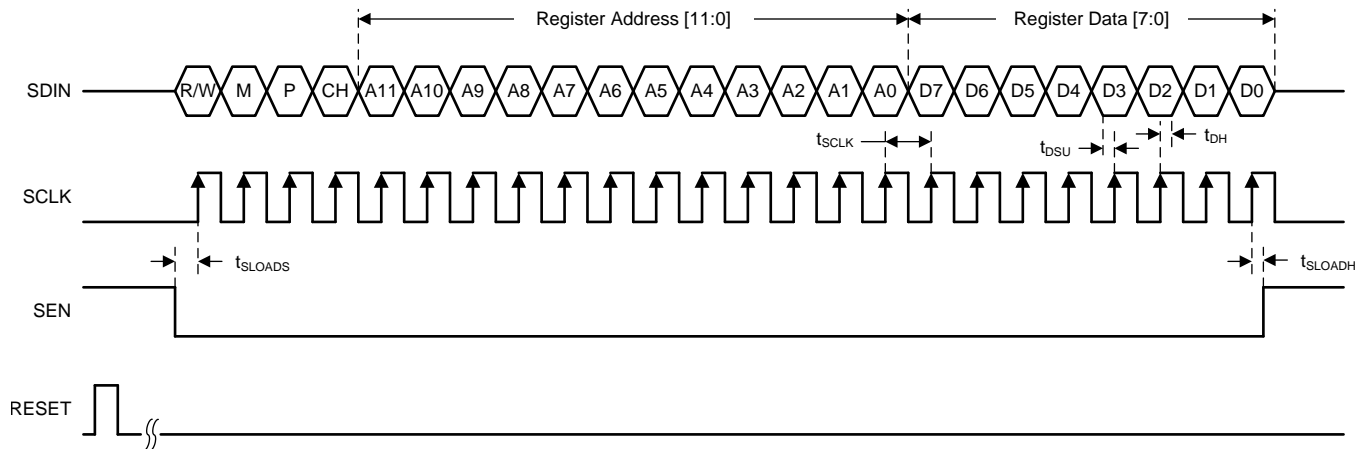 Register Address [11:0] Register Data [7:0]
SDIN R/W M P CH A11 A10 A9 A8 A7 A6 A5 A4 A3 A2 A1 A0 D7 D6 D5 D4 D3 D2 D1 D0
tSCLK tDSU tDH
SCLK
tSLOADS tSLOADH
SEN
RESET